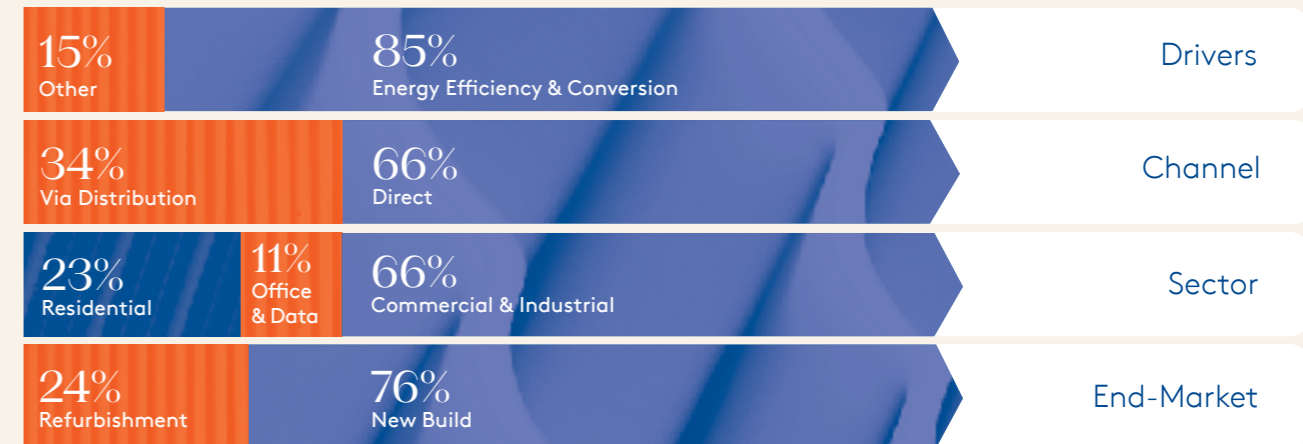 15%
Other
85%
Energy Efficiency & Conversion
Drivers
34%
Via Distribution
66%
Direct
Channel
23%
Residential
11%
Office
& Data
66%
Commercial & Industrial
Sector
24%
Refurbishment
76%
New Build
End-Market